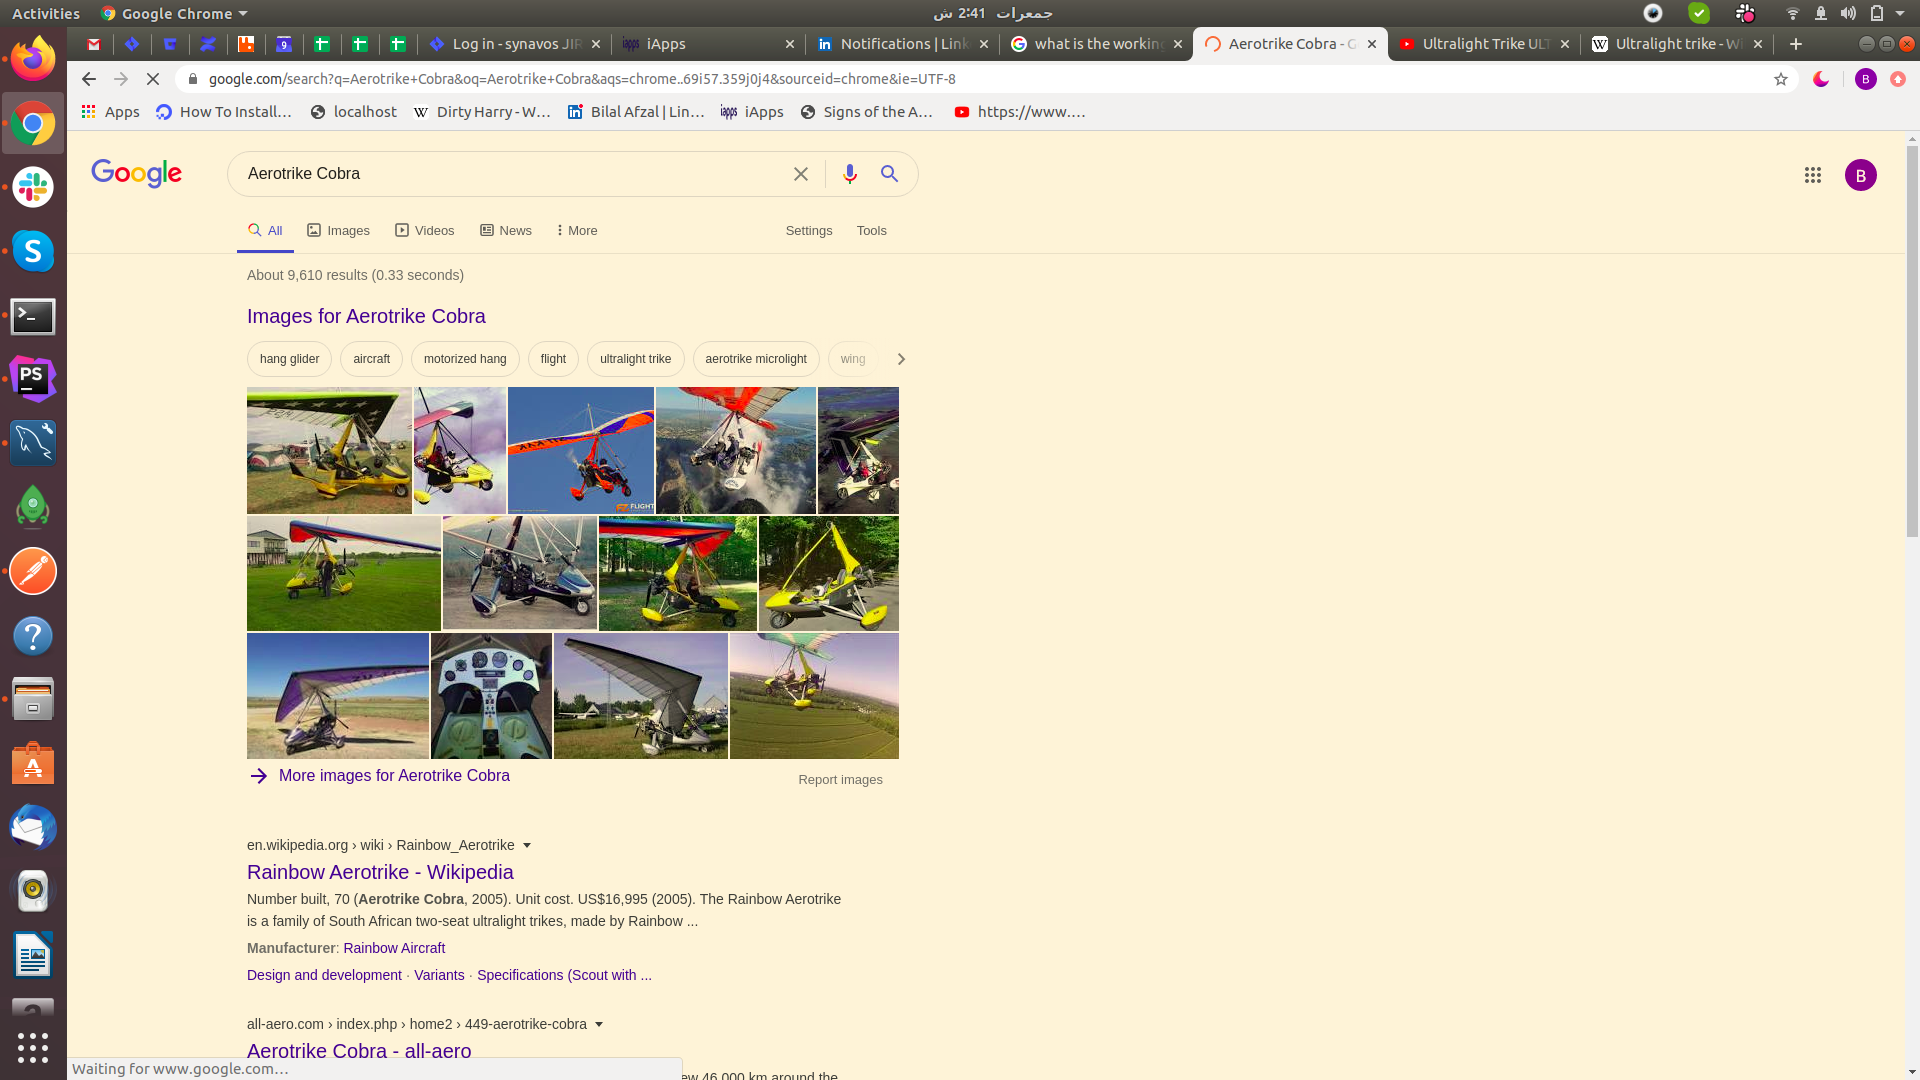 Activities
Google Chrome
جمعرات 2:41 ش
Log in - synavos JIR
iApps
Notifications | Link
what is the working
Aerotrike Cobra - G
Ultralight Trike ULT
Ultralight trike - Wi
google.com/search?q=Aerotrike+Cobra&oq=Aerotrike+Cobra&aqs=chrome..69i57.359j0j4&sourceid=chrome&ie=UTF-8
B
Apps
How To Install...
localhost
Dirty Harry - W...
Bilal Afzal | Lin...
iApps
Signs of the A...
https://www....
Google
Aerotrike Cobra
B
All
Images
Videos
News
More
Settings
Tools
About 9,610 results (0.33 seconds)
Images for Aerotrike Cobra
hang glider
aircraft
motorized hang
flight
ultralight trike
aerotrike microlight
wing
More images for Aerotrike Cobra
Report images
en.wikipedia.org › wiki › Rainbow_Aerotrike
Rainbow Aerotrike - Wikipedia
Number built, 70 (Aerotrike Cobra, 2005). Unit cost. US$16,995 (2005). The Rainbow Aerotrike
is a family of South African two-seat ultralight trikes, made by Rainbow ...
Manufacturer: Rainbow Aircraft
Design and development · Variants · Specifications (Scout with ...
all-aero.com › index.php › home2 › 449-aerotrike-cobra
Aerotrike Cobra - all-aero
46,000 km around the
Waiting for www.google.com...